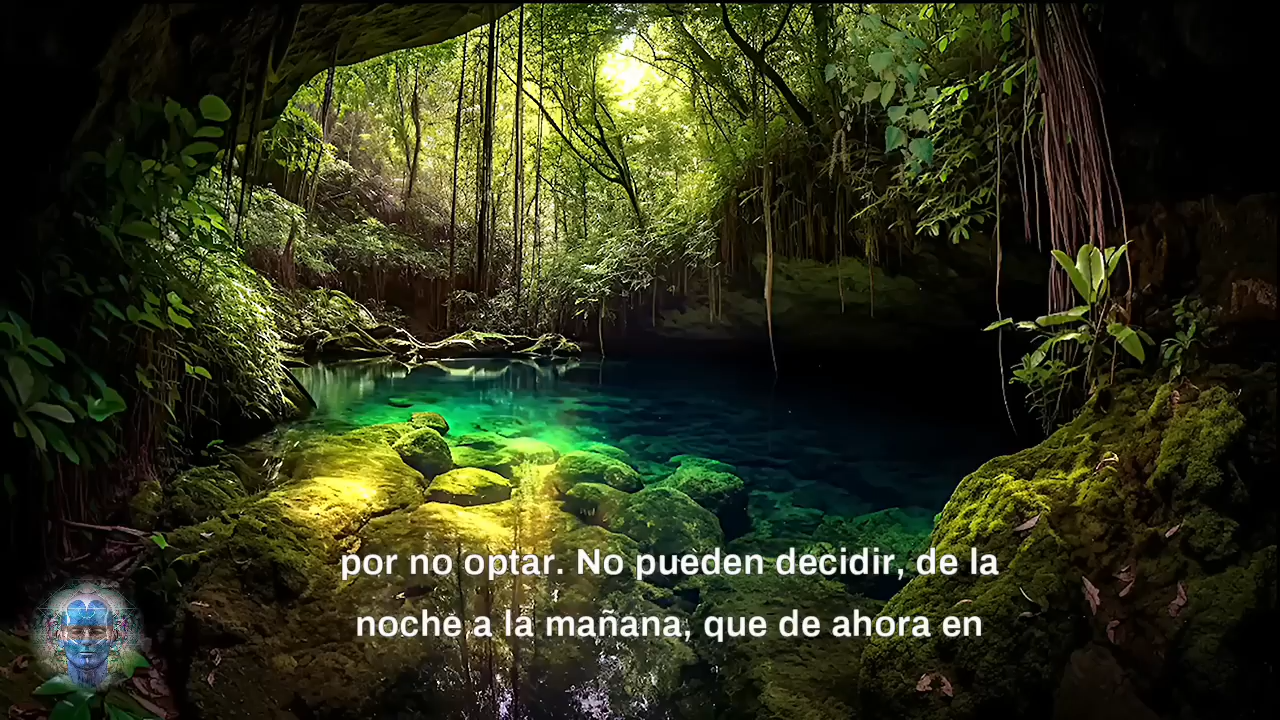 por no optar. No pueden decidir, de la
noche a la mañana, que de ahora en